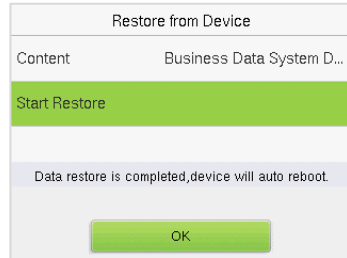 Restore from Device
Content Business Data System D...
Start Restore
Data restore is completed,device will auto reboot.
OK